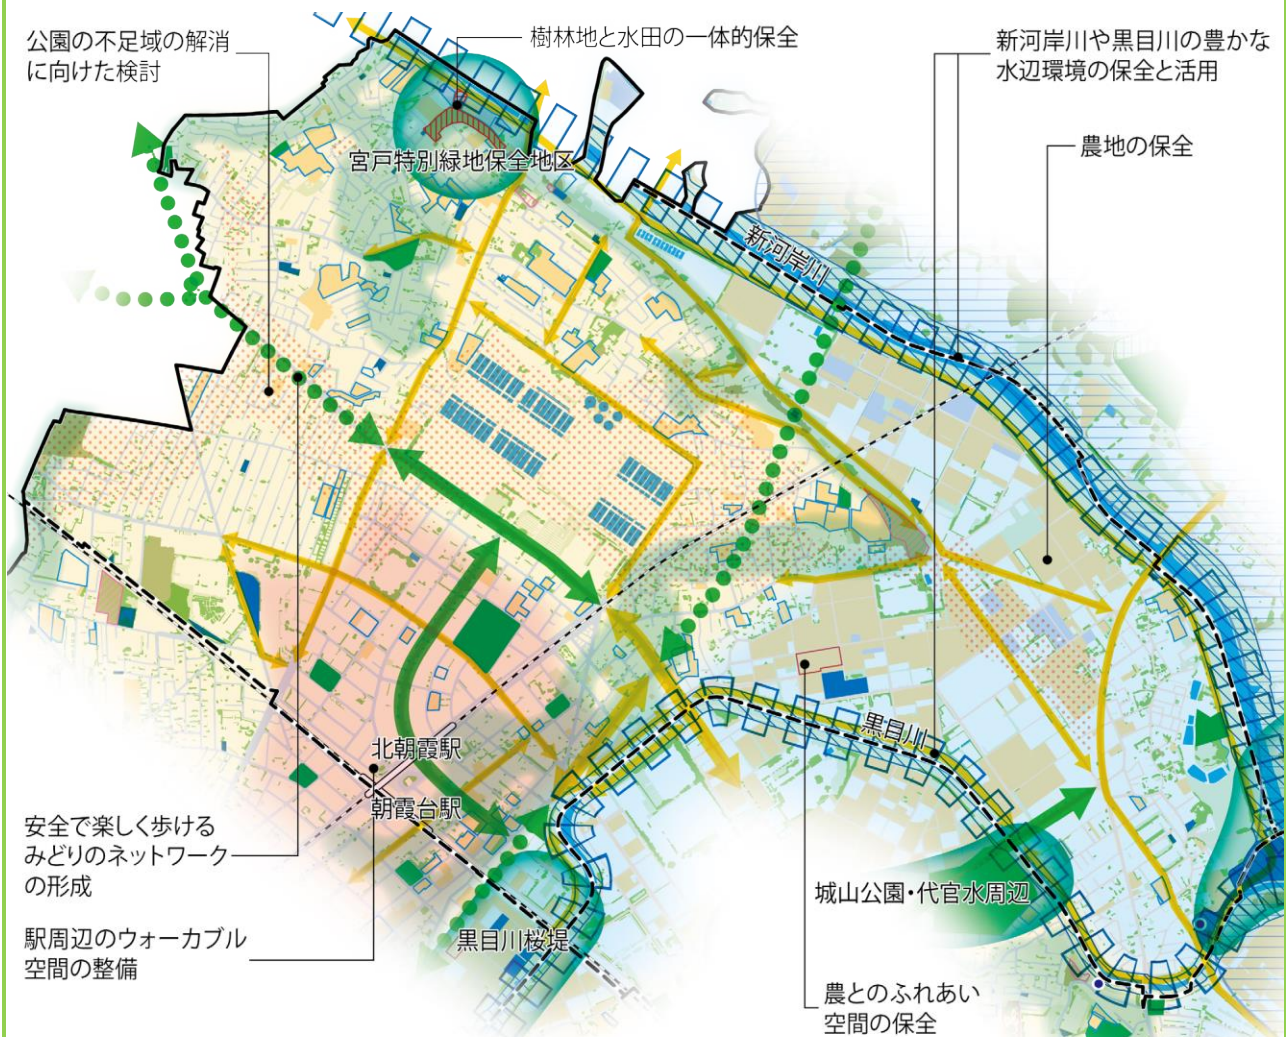 公園の不足域の解消
に向けた検討
樹林地と水田の一体的保全
新河岸川や黒目川の豊かな
水辺環境の保全と活用
農地の保全
宮戸特別緑地保全地区
新河岸川
黒目川
北朝霞駅
朝霞台駅
安全で楽しく歩ける
みどりのネットワーク
の形成
城山公園・代官水周辺
駅周辺のウォーカブル
空間の整備
黒目川桜堤
農とのふれあい
空間の保全